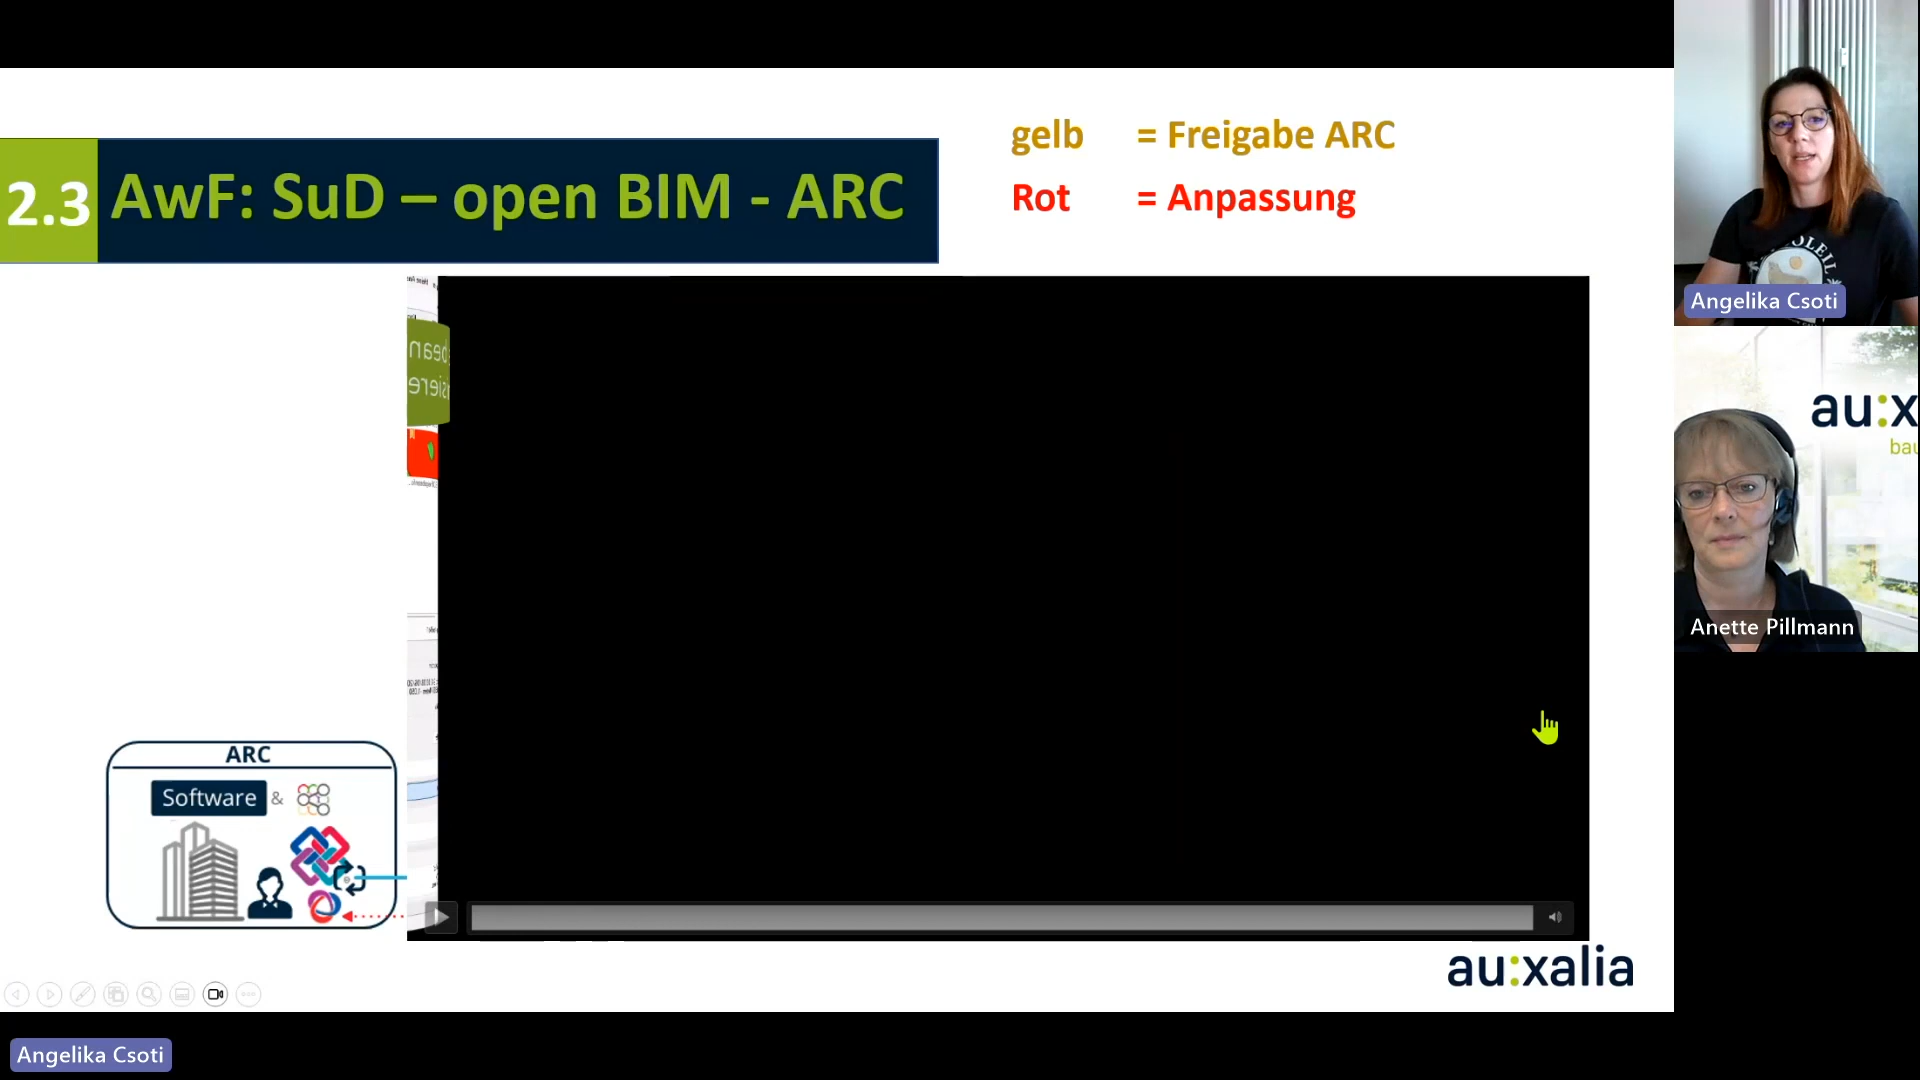 gelb = Freigabe ARC
Rot = Anpassung
2.3 AwF: SuD – open BIM - ARC
ARC
Software &
au:xalia
Angelika Csoti
au:x
bau
Anette Pillmann
Angelika Csoti